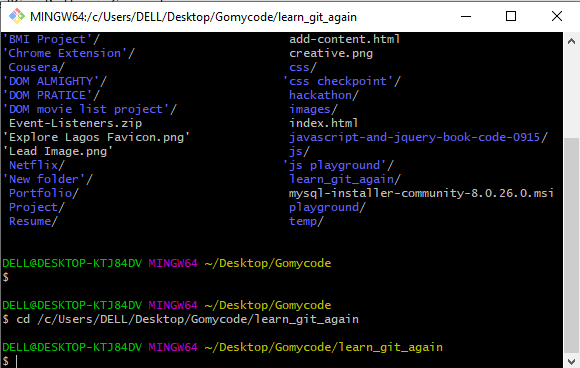 MINGW64:/c/Users/DELL/Desktop/Gomycode/learn_git_again
'BMI Project'/ add-content.html
'Chrome Extension'/ creative.png
Cousera/ css/
'DOM ALMIGHTY'/ 'css checkpoint'/
'DOM PRATICE'/ hackathon/
'DOM movie list project'/ images/
Event-Listeners.zip index.html
'Explore Lagos Favicon.png' javascript-and-jquery-book-code-0915/
'Lead Image.png' js/
Netflix/ 'js playground'/
'New folder'/ learn_git_again/
Portfolio/ mysql-installer-community-8.0.26.0.msi
Project/ playground/
Resume/ temp/
DELL@DESKTOP-KTJ84DV MINGW64 ~/Desktop/Gomycode
$
DELL@DESKTOP-KTJ84DV MINGW64 ~/Desktop/Gomycode
$ cd /c/Users/DELL/Desktop/Gomycode/learn_git_again
DELL@DESKTOP-KTJ84DV MINGW64 ~/Desktop/Gomycode/learn_git_again
$